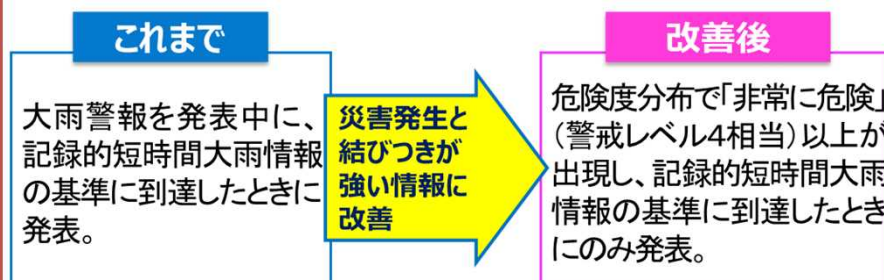 これまで
大雨警報を発表中に、
記録的短時間大雨情報
の基準に到達したときに
発表。
災害発生と
結びつきが
強い情報に
改善
改善後
危険度分布で「非常に危険」
（警戒レベル4相当）以上が
出現し、記録的短時間大雨
情報の基準に到達したとき
にのみ発表。